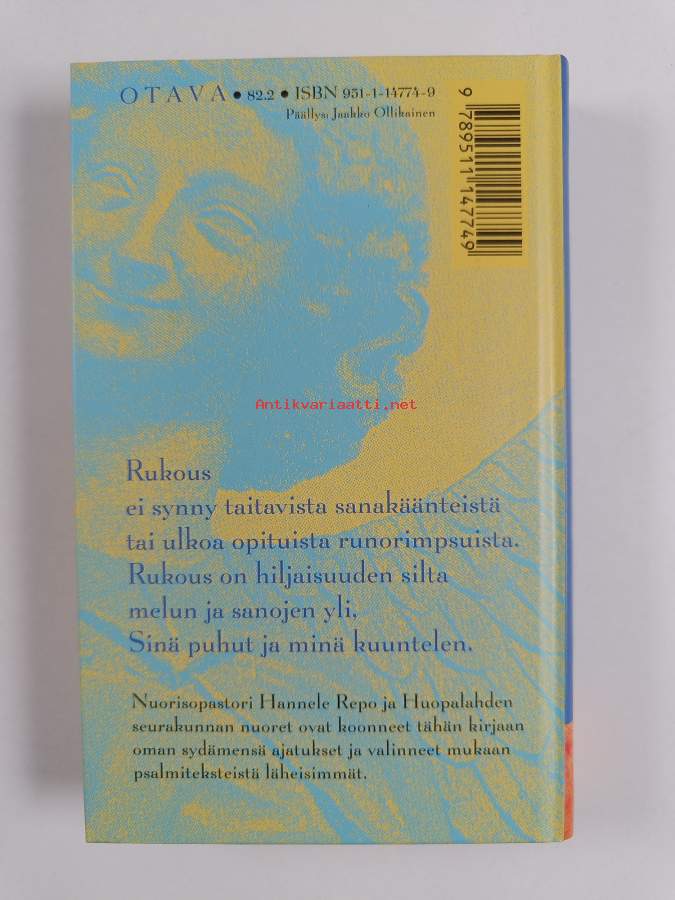 OTAVA • 82.2 • ISBN 951-1-14774-9
Päällys: Jaakko Ollikainen
9 789511 147749
Antikvariaatti.net
Rukous
ei synny taitavista sanakäänteistä
tai ulkoa opituista runorimpsuista.
Rukous on hiljaisuuden silta
melun ja sanojen yli.
Sinä puhut ja minä kuuntelen.
Nuorisopastori Hannele Repo ja Huopalahden
seurakunnan nuoret ovat koonneet tähän kirjaan
oman sydämensä ajatukset ja valinneet mukaan
psalmiteksteistä läheisimmät.